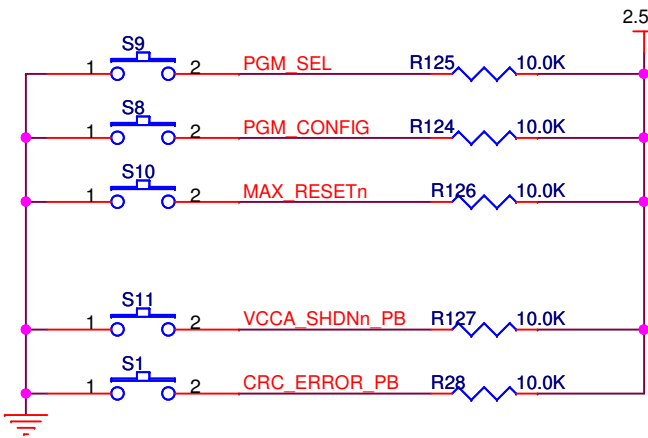 2.5
S9
1 2 PGM_SEL R125 10.0K
S8
1 2 PGM_CONFIG R124 10.0K
S10
1 2 MAX_RESETn R126 10.0K
S11
1 2 VCCA_SHDNn_PB R127 10.0K
S1
1 2 CRC_ERROR_PB R28 10.0K